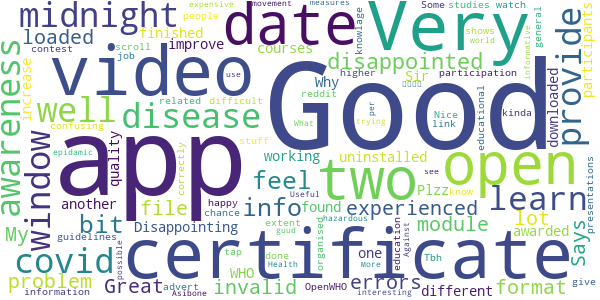 midnight
loaded
contest
expensive
people
movement
measures
Some
studies
watch
date
Very
scroll
finished
job
improve
courses
shows
world
higher
knowlage
general
informative
participants
video
Good
disappointed
Why
Sir
participation
reddit
provide
downloaded
kinda
educational
Nice
link
per
What
trying
use
related
difficult
stuff
confusing
increase
awareness
well
disease
quality
app
two
open
window
file
working
uninstalled
feel
correctly
Plzz
know
see
learn
another
info
found
experienced
lot
My
bit
happy
chance
Useful
extent
guud
hazardous
Against
education
module
awarded
Says
presentations
Disappointing
covid
guidelines
possible
certificate
problem
Great
WHO
tap
done
Health
organised
one
More
Tbh
different
format
give
information
advert
Asibone
invalid
OpenWHO
errors
interesting
epidamic